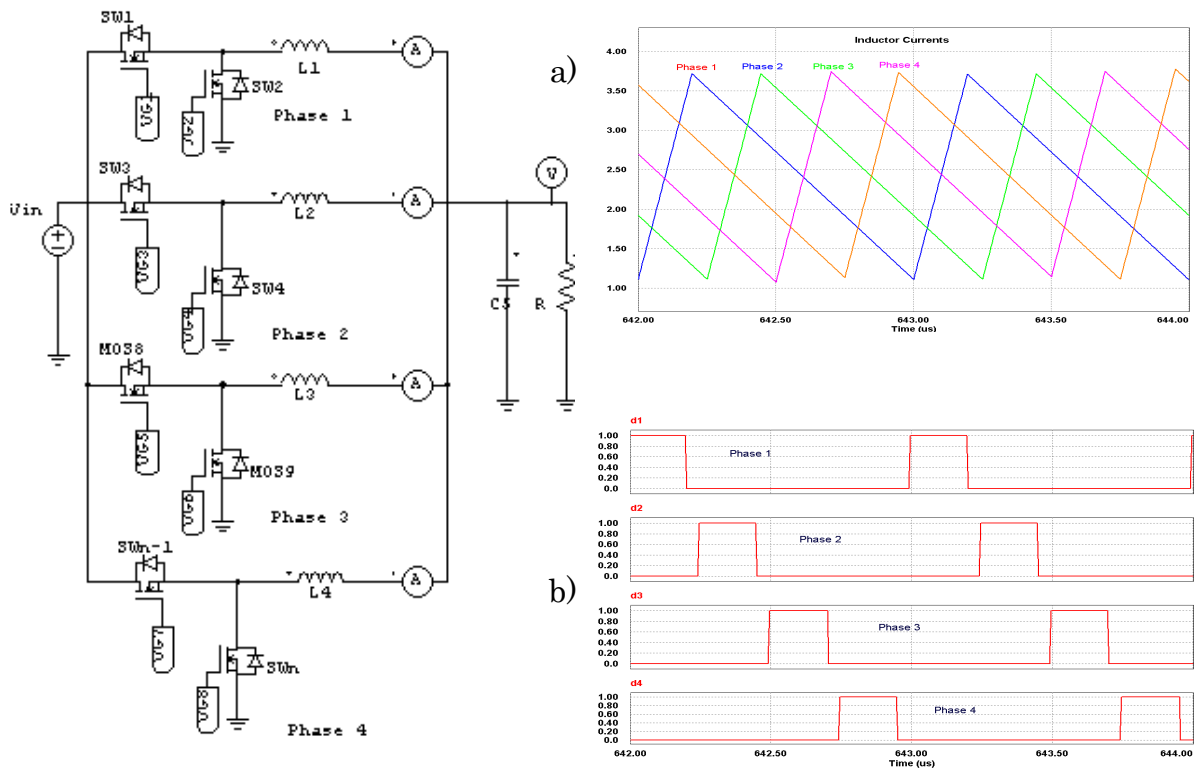 SW1
A
L1
SW2
VG1
VG2
Phase 1
SW3
A
L2
V
Vin
VG3
SW4
VG4
C5
R
Phase 2
MOS8
A
L3
VG5
MOS9
VG6
Phase 3
SWn-1
A
L4
VG7
SWn
VG8
Phase 4
a)
Inductor Currents
Phase 1
Phase 2
Phase 3
Phase 4
4.00
3.50
3.00
2.50
2.00
1.50
1.00
642.00
642.50
643.00
643.50
644.00
Time (us)
b)
d1
1.00
0.80
0.60
0.40
0.20
0.0
Phase 1
d2
1.00
0.80
0.60
0.40
0.20
0.0
Phase 2
d3
1.00
0.80
0.60
0.40
0.20
0.0
Phase 3
d4
1.00
0.80
0.60
0.40
0.20
0.0
Phase 4
642.00
642.50
643.00
643.50
644.00
Time (us)